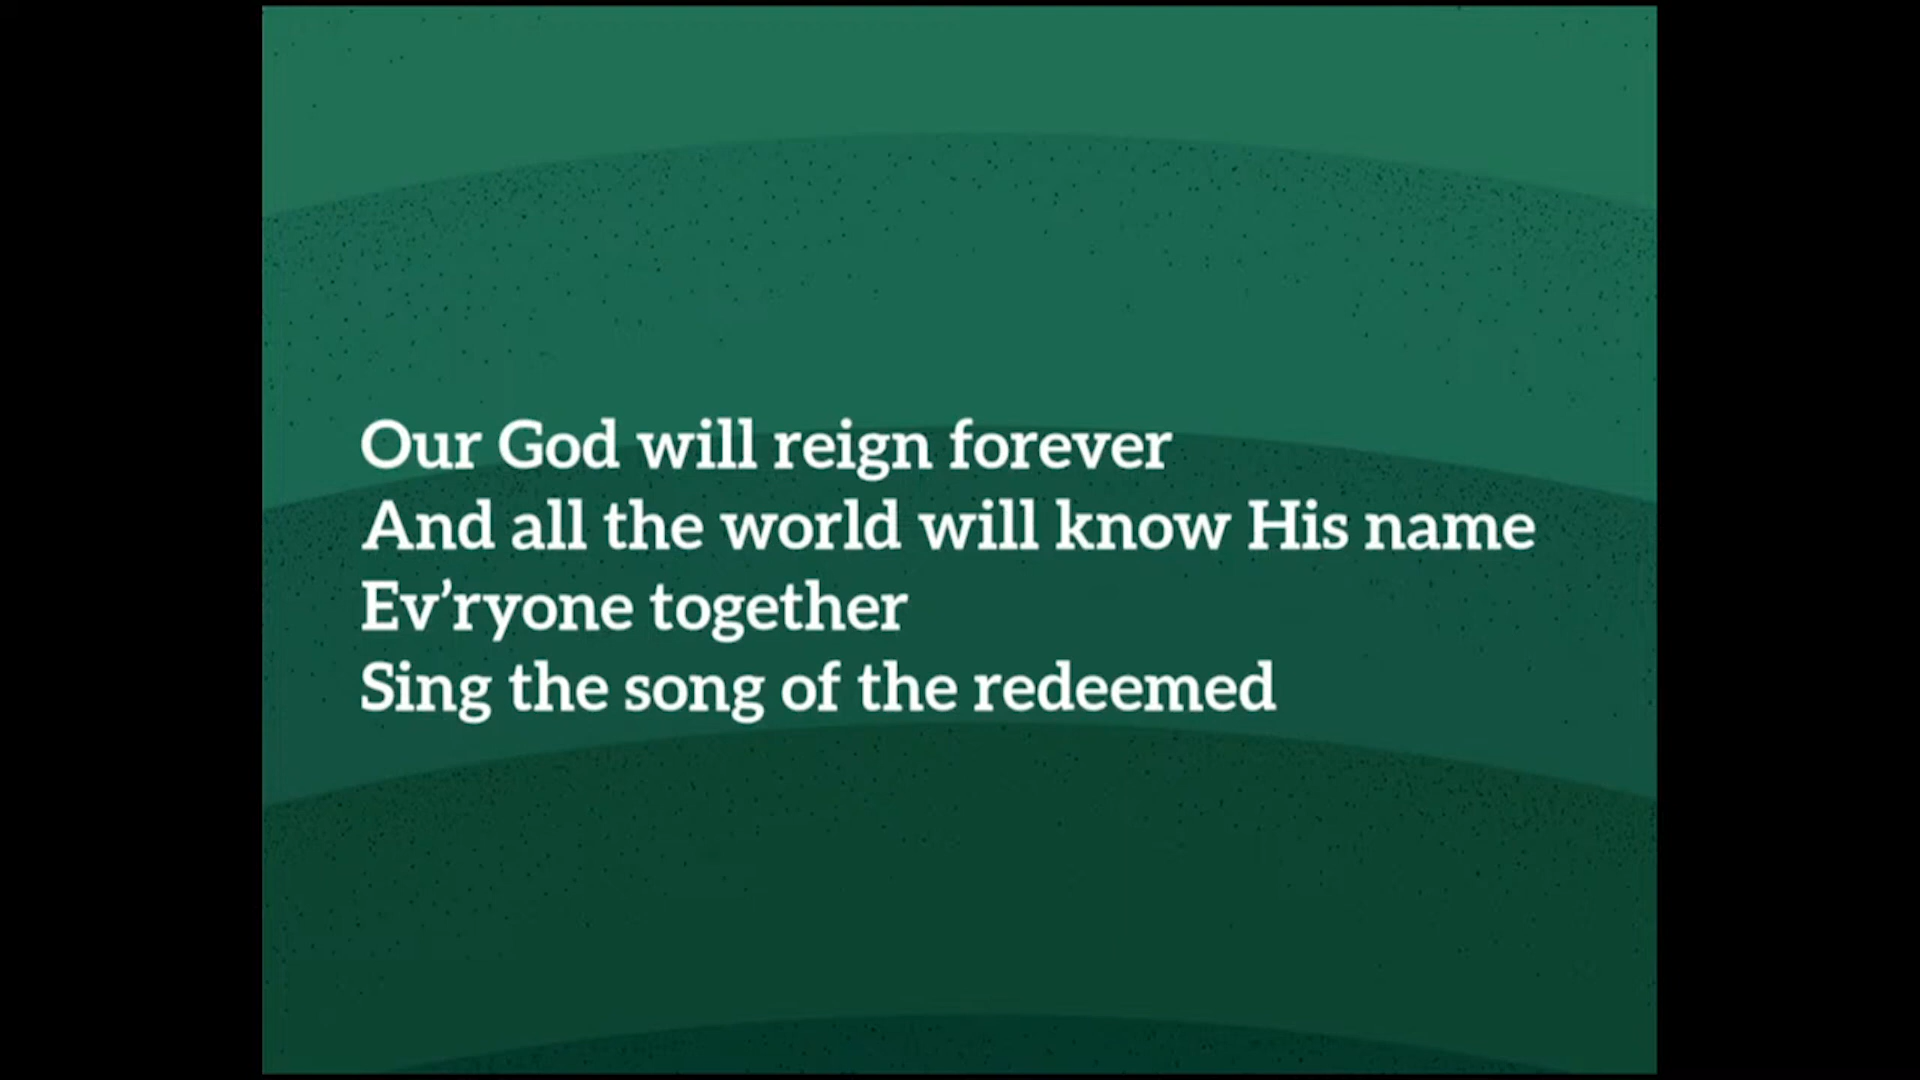 Our God will reign forever
And all the world will know His name
Ev’ryone together
Sing the song of the redeemed